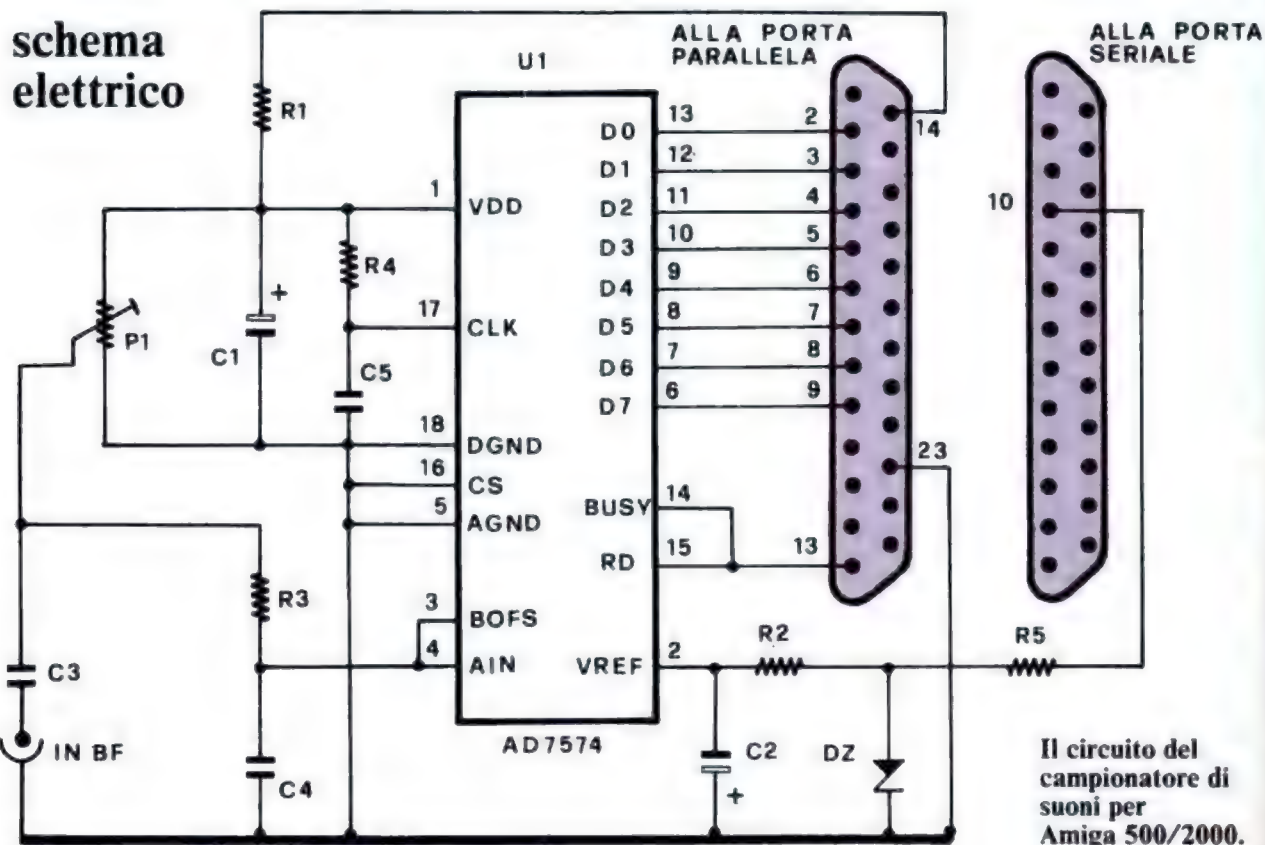 schema
elettrico
ALLA PORTA
PARALLELA
ALLA PORTA
SERIALE
U1
R1
13
D0
2
14
12
D1
3
1
VDD
11
D2
4
10
10
D3
5
R4
9
D4
6
P1
+
C1
17
CLK
8
D5
7
7
D6
8
C5
6
D7
9
18
DGND
16
CS
23
5
AGND
BUSY
14
RD
15
13
R3
3
BOFS
4
AIN
VREF
2
R2
R5
C3
IN BF
AD7574
C4
C2
+
DZ
Il circuito del
campionatore di
suoni per
Amiga 500/2000.